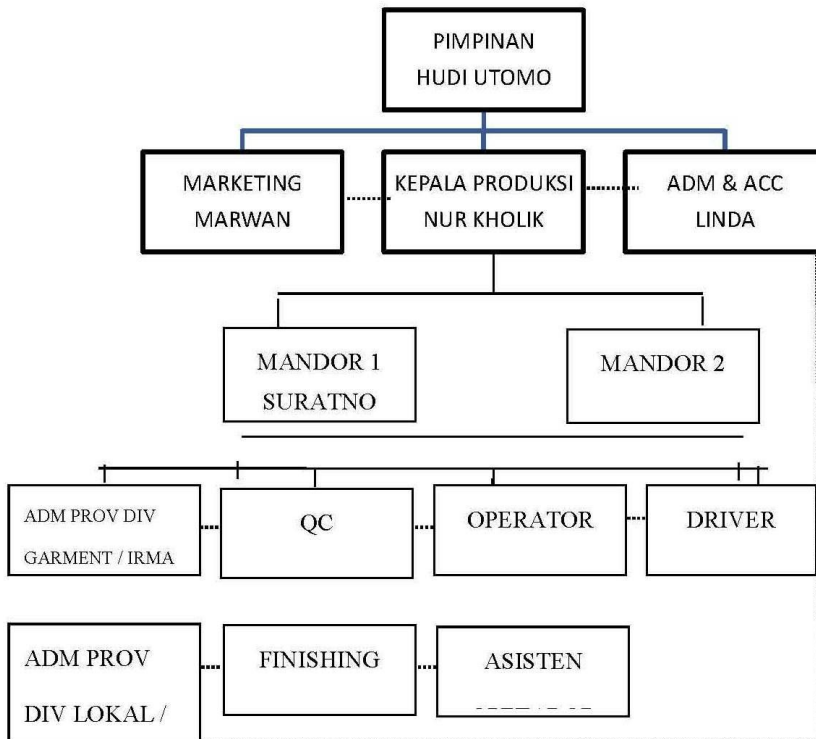 PIMPINAN
HUDI UTOMO
MARKETING
MARWAN
KEPALA PRODUKSI
NUR KHOLIK
ADM & ACC
LINDA
MANDOR 1
SURATNO
MANDOR 2
ADM PROV DIV
GARMENT / IRMA
QC
OPERATOR
DRIVER
ADM PROV
DIV LOKAL /
FINISHING
ASISTEN